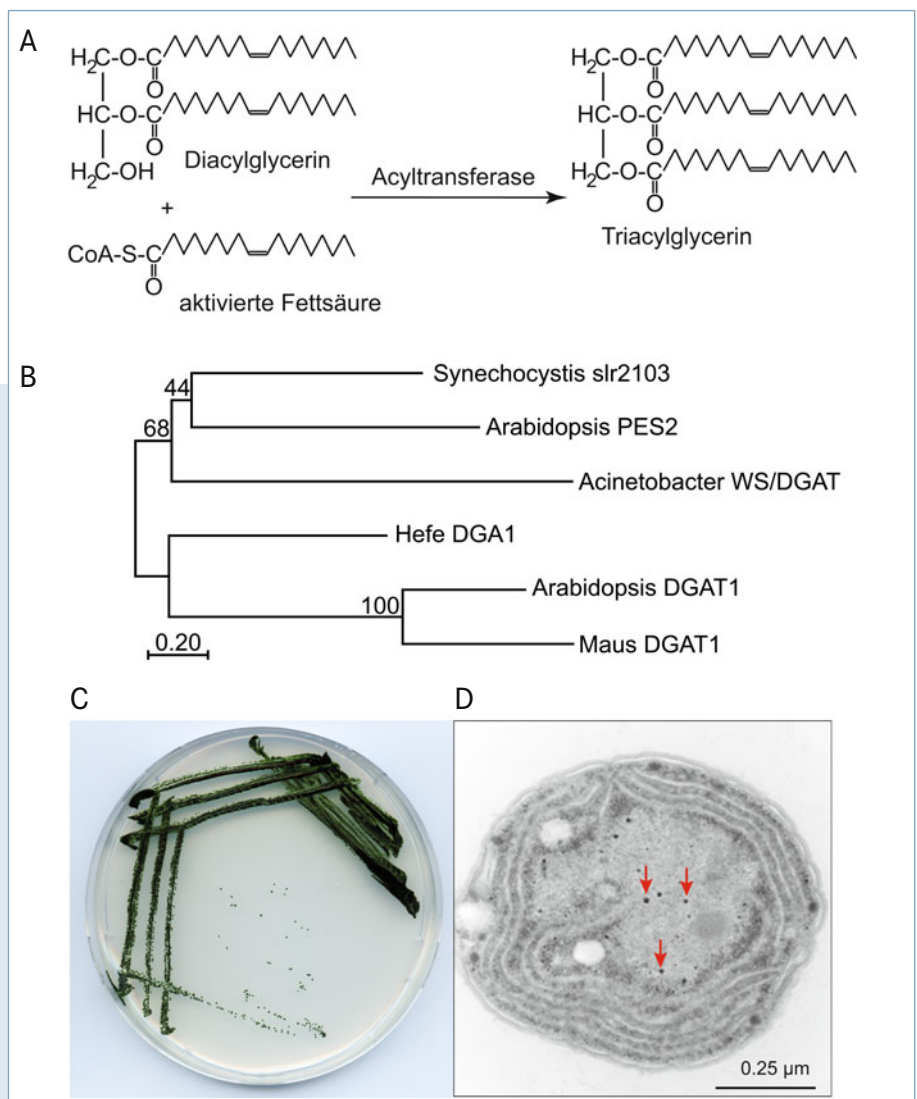 A
H2C-O-C
O
HC-O-C
O
H2C-OH
Diacylglycerin
+
CoA-S-C
O
aktivierte Fettsäure
Acyltransferase
H2C-O-C
O
HC-O-C
O
H2C-O-C
O
Triacylglycerin
B
44
68
100
Synechocystis slr2103
Arabidopsis PES2
Acinetobacter WS/DGAT
Hefe DGA1
Arabidopsis DGAT1
Maus DGAT1
0.20
C
D
0.25 µm